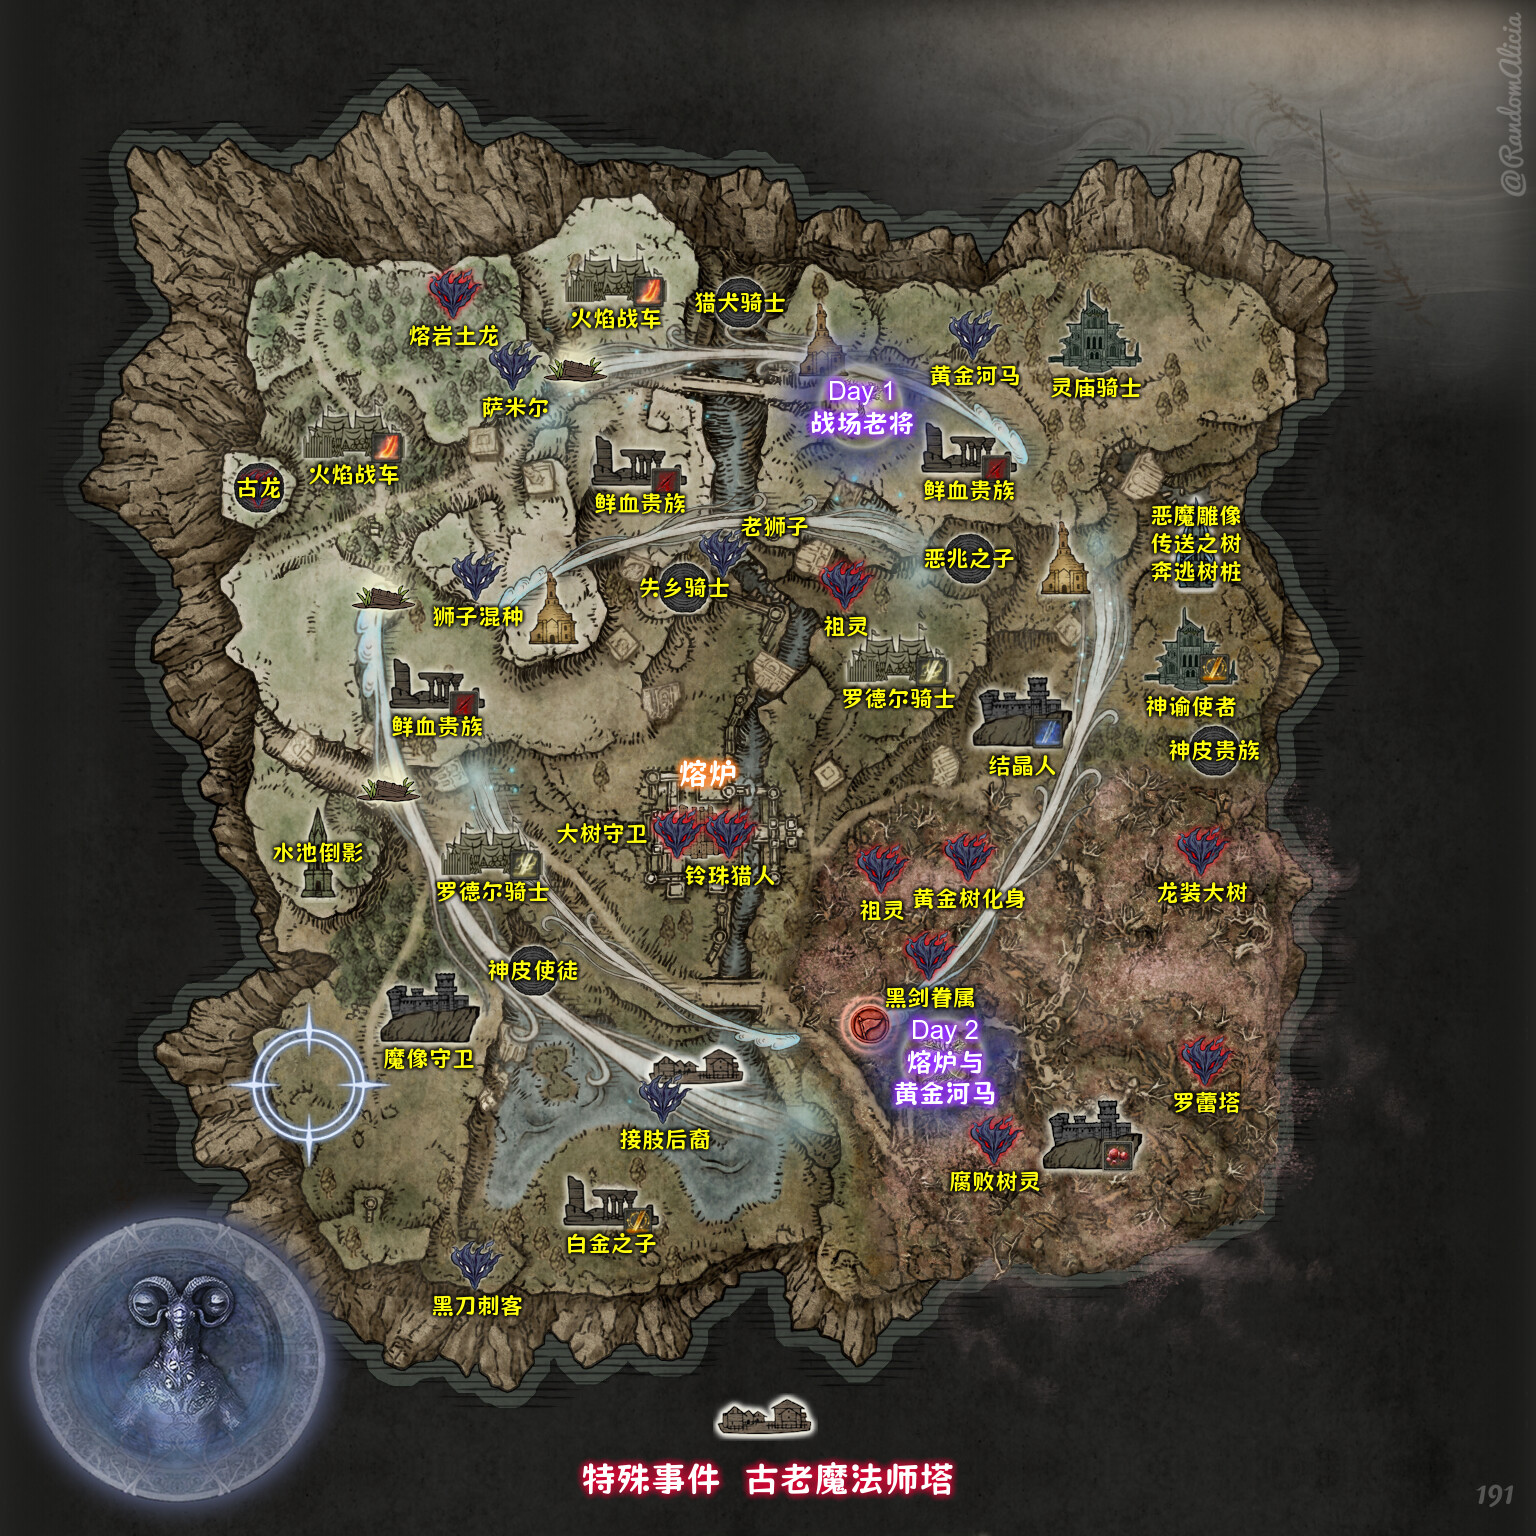 @RandomAlicia
熔岩土龙
火焰战车
猎犬骑士
萨米尔
黄金河马
灵庙骑士
Day 1
战场老将
火焰战车
古龙
鲜血贵族
鲜血贵族
老狮子
恶魔雕像
传送之树
奔逃树桩
恶兆之子
失乡骑士
狮子混种
祖灵
罗德尔骑士
神谕使者
鲜血贵族
结晶人
神皮贵族
熔炉
大树守卫
铃珠猎人
水池倒影
罗德尔骑士
祖灵
黄金树化身
龙装大树
神皮使徒
黑剑眷属
Day 2
熔炉与
黄金河马
魔像守卫
接肢后裔
罗蕾塔
腐败树灵
白金之子
黑刀刺客
特殊事件 古老魔法师塔
191